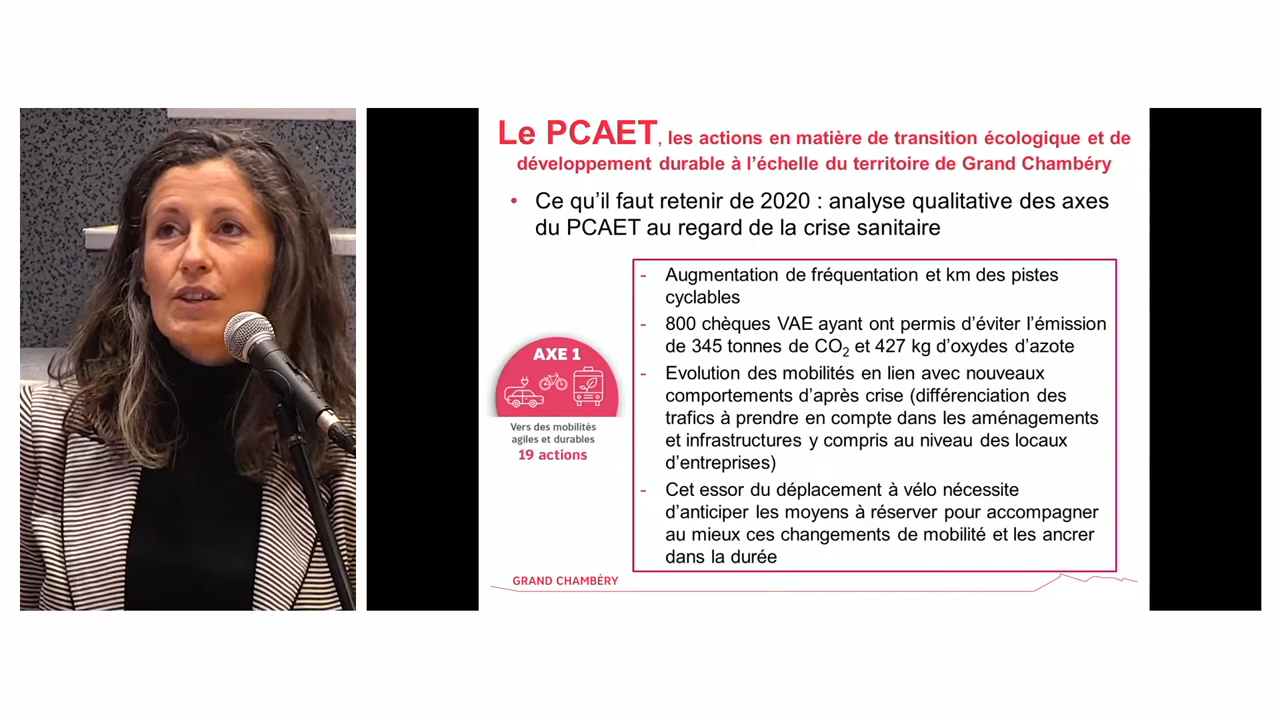 Le PCAET, les actions en matière de transition écologique et de
développement durable à l'échelle du territoire de Grand Chambéry
• Ce qu'il faut retenir de 2020 : analyse qualitative des axes
du PCAET au regard de la crise sanitaire
- Augmentation de fréquentation et km des pistes
cyclables
- 800 chèques VAE ayant ont permis d'éviter l'émission
de 345 tonnes de CO₂ et 427 kg d'oxydes d'azote
- Evolution des mobilités en lien avec nouveaux
comportements d'après crise (différenciation des
trafics à prendre en compte dans les aménagements
et infrastructures y compris au niveau des locaux
d'entreprises)
- Cet essor du déplacement à vélo nécessite
d'anticiper les moyens à réserver pour accompagner
au mieux ces changements de mobilité et les ancrer
dans la durée
AXE 1
Vers des mobilités
agiles et durables
19 actions
GRAND CHAMBÉRY